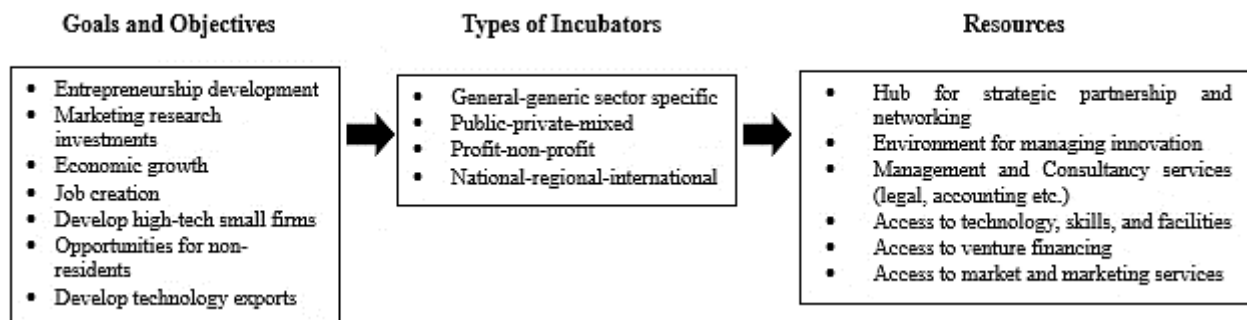 Goals and Objectives
• Entrepreneurship development
• Marketing research
investments
• Economic growth
• Job creation
• Develop high-tech small firms
• Opportunities for non-
residents
• Develop technology exports
Types of Incubators
• General-generic sector specific
• Public-private-mixed
• Profit-non-profit
• National-regional-international
Resources
• Hub for strategic partnership and
networking
• Environment for managing innovation
• Management and Consultancy services
(legal, accounting etc.)
• Access to technology, skills, and facilities
• Access to venture financing
• Access to market and marketing services